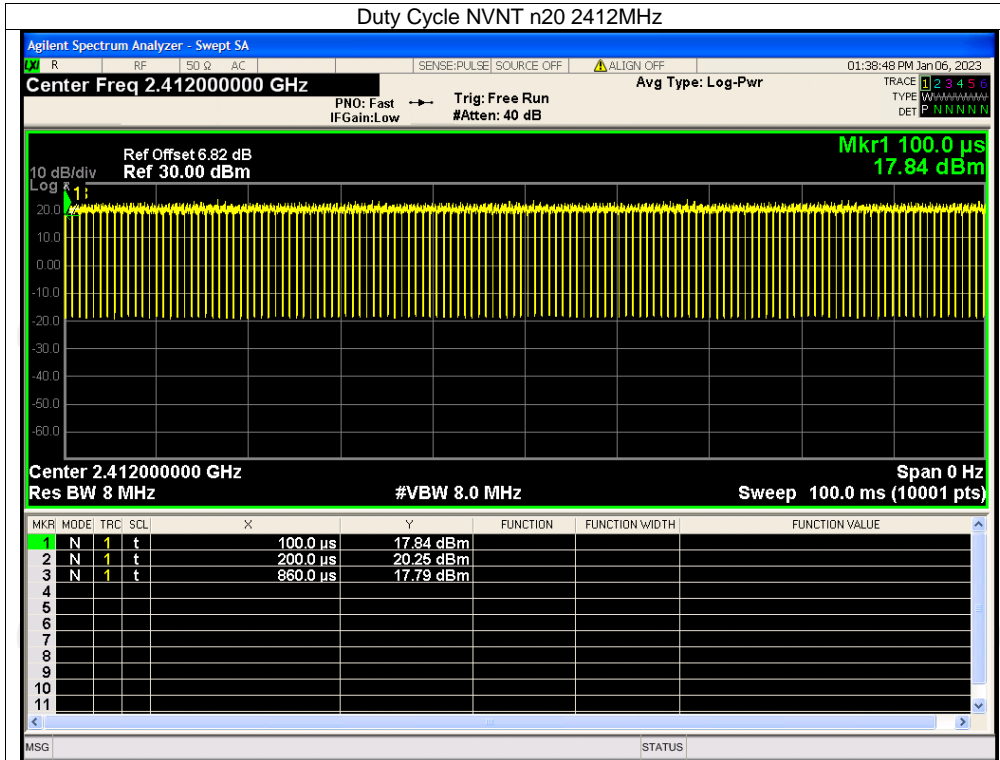 Duty Cycle NVNT n20 2412MHz
Agilent Spectrum Analyzer - Swept SA
LXI R RF 50 Ω AC SENSE:PULSE SOURCE OFF ALIGN OFF 01:38:48 PM Jan 06, 2023
Center Freq 2.412000000 GHz Avg Type: Log-Pwr TRACE 1 2 3 4 5 6
PNO: Fast Trig: Free Run TYPE W
IFGain:Low #Atten: 40 dB DET P N N N N N
Mkr1 100.0 µs
17.84 dBm
Ref Offset 6.82 dB
10 dB/div Ref 30.00 dBm
Log
1
20.0
10.0
0.00
-10.0
-20.0
-30.0
-40.0
-50.0
-60.0
Center 2.412000000 GHz Span 0 Hz
Res BW 8 MHz #VBW 8.0 MHz Sweep 100.0 ms (10001 pts)
MKR MODE TRC SCL X Y FUNCTION FUNCTION WIDTH FUNCTION VALUE
1 N 1 t 100.0 µs 17.84 dBm
2 N 1 t 200.0 µs 20.25 dBm
3 N 1 t 860.0 µs 17.79 dBm
4
5
6
7
8
9
10
11
MSG STATUS